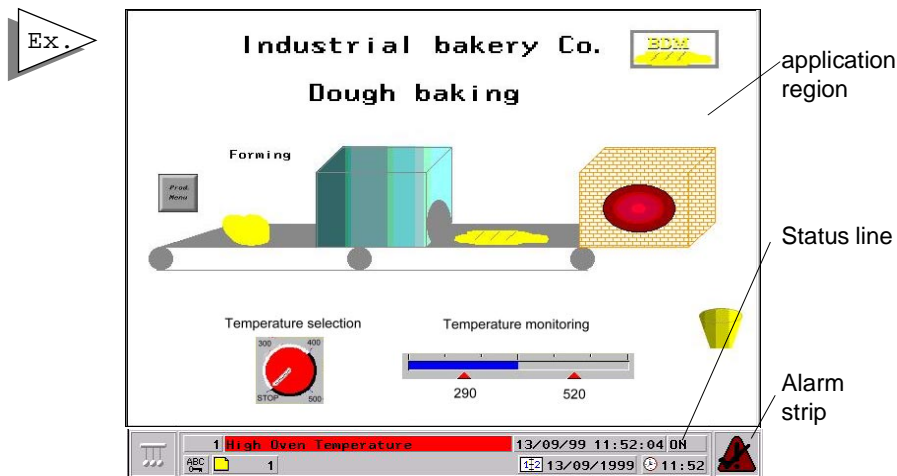 Ex.
Industrial bakery Co.
BDM
Dough baking
application
region
Forming
Prod.
Menu
Status line
Temperature selection
Temperature monitoring
300
400
STOP
500
290
520
Alarm
strip
1 High Oven Temperature 13/09/99 11:52:04 ON
ABC 1 1÷2 13/09/1999 11:52